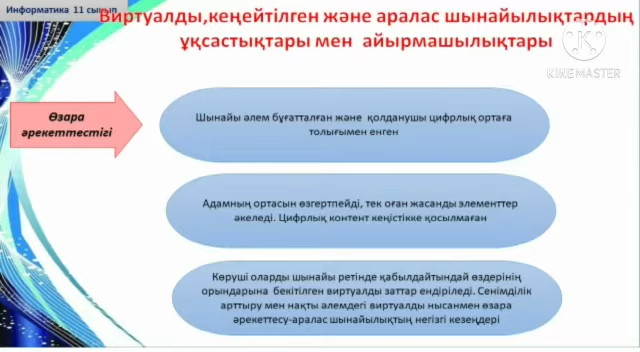 Информатика 11 сынып
Виртуалды,кеңейтілген және аралас шынайылықтардың
ұқсастықтары мен айырмашылықтары
KINEMASTER
Өзара
әрекеттестігі
Шынайы әлем бұғатталған және қолданушы цифрлық ортаға
толығымен енген
Адамның ортасын өзгертпейді, тек оған жасанды элементтер
әкеледі. Цифрлық контент кеңістікке қосылмаған
Көруші оларды шынайы ретінде қабылдайтындай өздерінің
орындарына бекітілген виртуалды заттар ендіріледі. Сенімділік
арттыру мен нақты әлемдегі виртуалды нысанмен өзара
әрекеттесу-аралас шынайылықтың негізгі кезеңдері